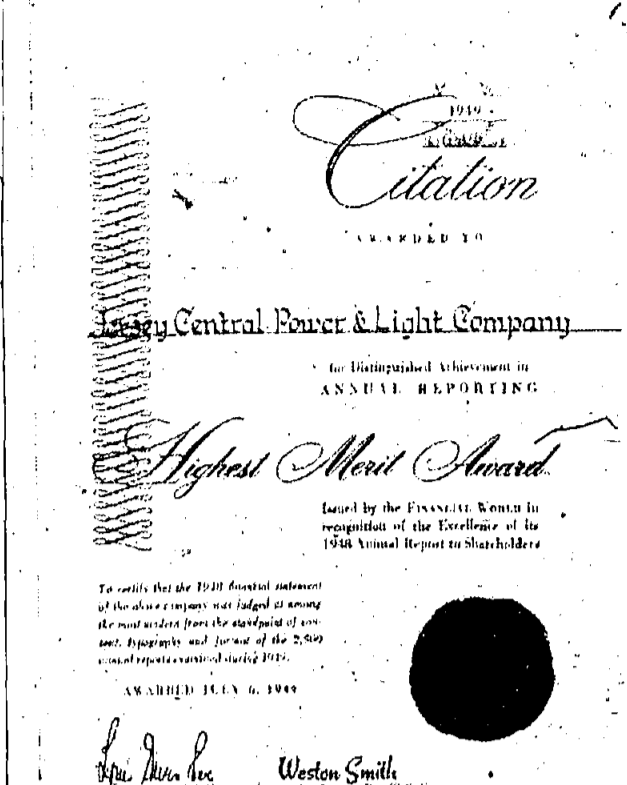 1949
Citation
AWARDED TO
Jersey Central Power & Light Company
for Distinguished Achievement in
ANNUAL REPORTING
Highest Merit Award
Issued by the FINANCIAL WORLD in
recognition of the Excellence of its
1948 Annual Report to Shareholders
To certify that the 1948 financial statement
of the above company was judged as among
the most modern from the standpoint of con-
tent, typography and format of the 2,500
annual reports examined during 1949.
AWARDED JULY 6, 1949
Weston Smith